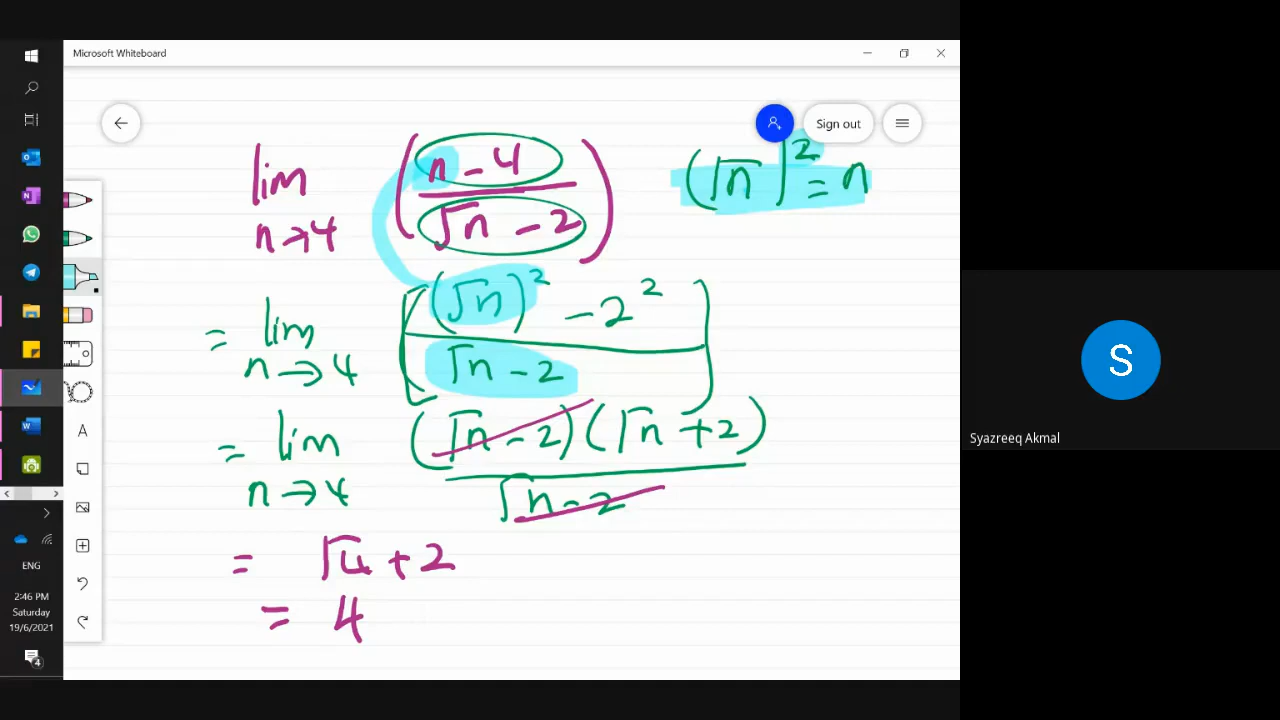 Microsoft Whiteboard
Sign out
lim n→4 (n - 4 / √n - 2)
(√n)² = n
= lim n→4 [(√n)² - 2² / √n - 2]
= lim n→4 (√n - 2)(√n + 2) / √n - 2
= √4 + 2
= 4
Syazreeq Akmal
S
ENG
2:46 PM
Saturday
19/6/2021
4
A